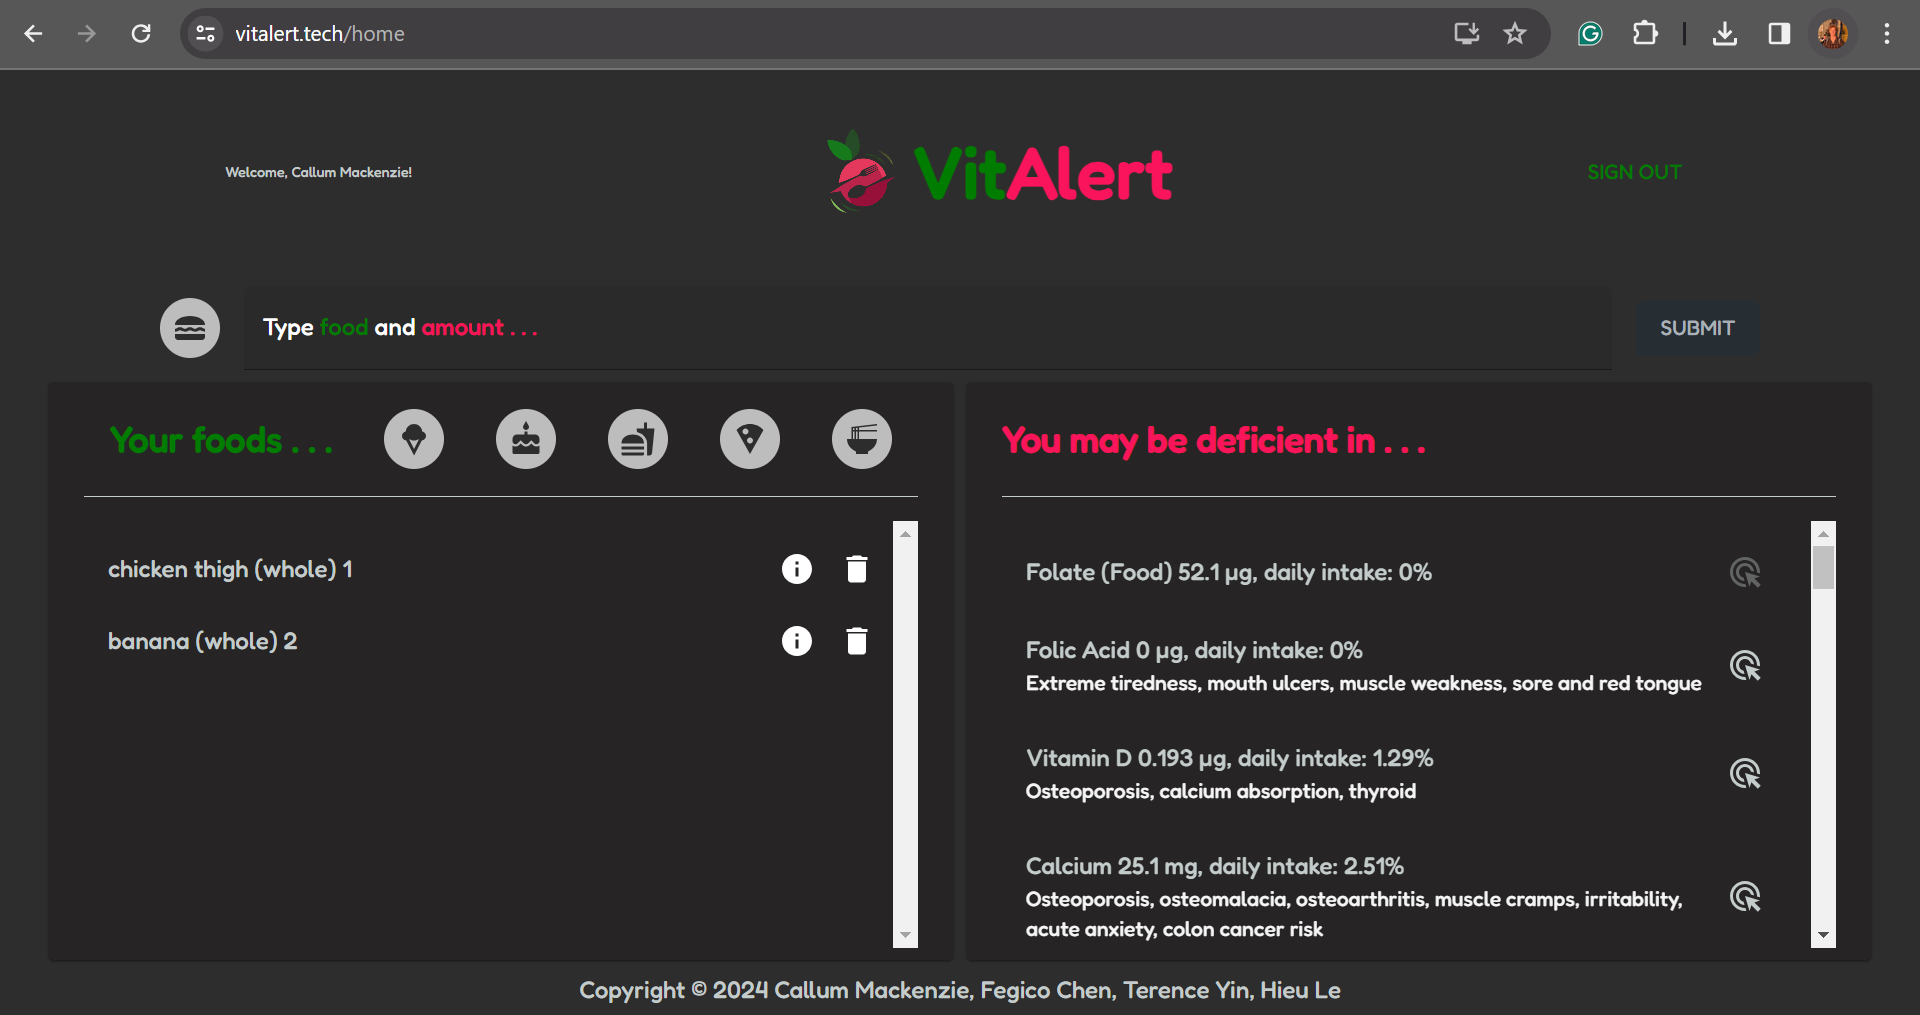 vitalert.tech/home
Welcome, Callum Mackenzie!
VitAlert
SIGN OUT
Type food and amount . . .
SUBMIT
Your foods . . .
chicken thigh (whole) 1
banana (whole) 2
You may be deficient in . . .
Folate (Food) 52.1 µg, daily intake: 0%
Folic Acid 0 µg, daily intake: 0%
Extreme tiredness, mouth ulcers, muscle weakness, sore and red tongue
Vitamin D 0.193 µg, daily intake: 1.29%
Osteoporosis, calcium absorption, thyroid
Calcium 25.1 mg, daily intake: 2.51%
Osteoporosis, osteomalacia, osteoarthritis, muscle cramps, irritability,
acute anxiety, colon cancer risk
Copyright © 2024 Callum Mackenzie, Fegico Chen, Terence Yin, Hieu Le